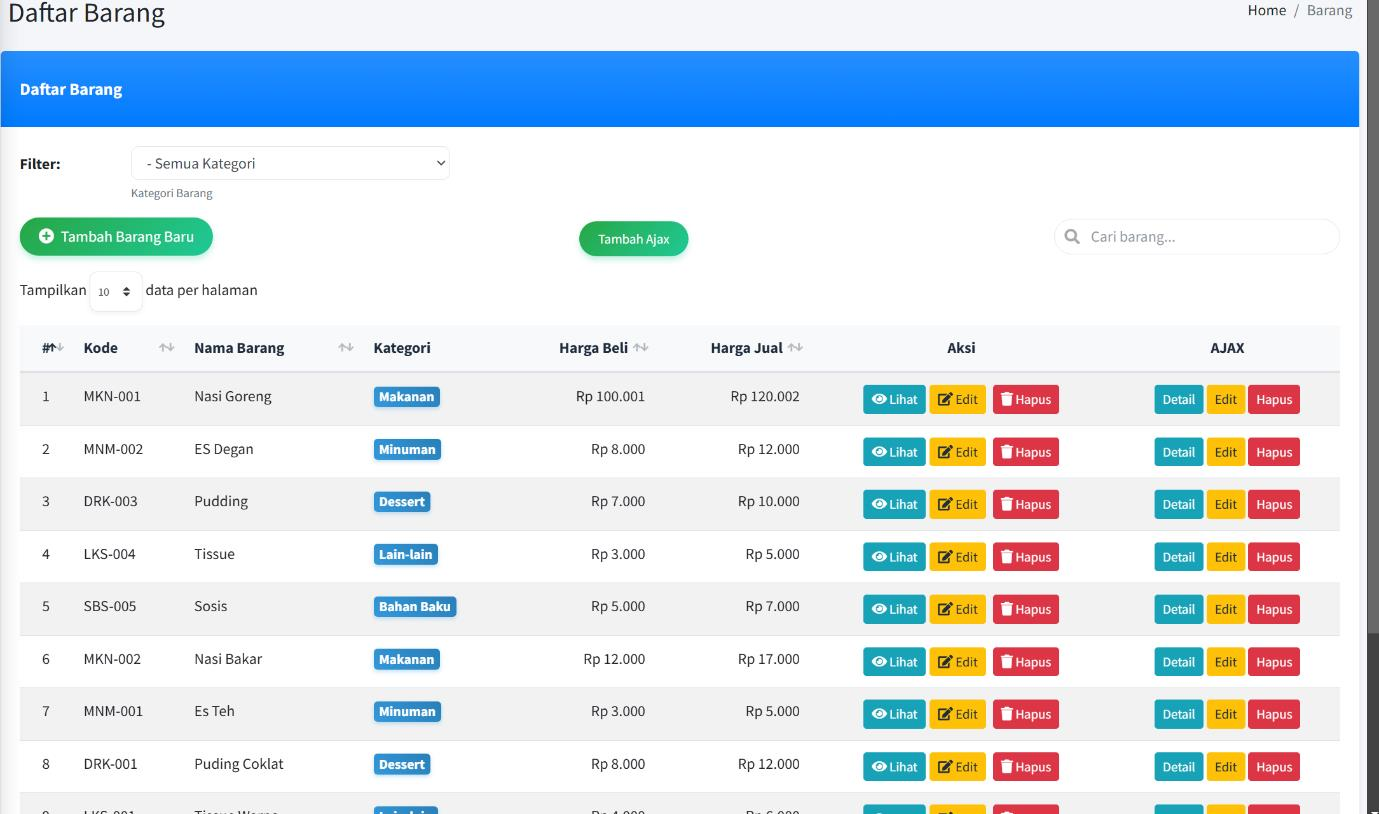 Daftar Barang
Home / Barang
Daftar Barang
Filter: - Semua Kategori
Kategori Barang
Tambah Barang Baru Tambah Ajax Cari barang...
Tampilkan 10 data per halaman
# Kode Nama Barang Kategori Harga Beli Harga Jual Aksi AJAX
1 MKN-001 Nasi Goreng Makanan Rp 100.001 Rp 120.002 Lihat Edit Hapus Detail Edit Hapus
2 MNM-002 ES Degan Minuman Rp 8.000 Rp 12.000 Lihat Edit Hapus Detail Edit Hapus
3 DRK-003 Pudding Dessert Rp 7.000 Rp 10.000 Lihat Edit Hapus Detail Edit Hapus
4 LKS-004 Tissue Lain-lain Rp 3.000 Rp 5.000 Lihat Edit Hapus Detail Edit Hapus
5 SBS-005 Sosis Bahan Baku Rp 5.000 Rp 7.000 Lihat Edit Hapus Detail Edit Hapus
6 MKN-002 Nasi Bakar Makanan Rp 12.000 Rp 17.000 Lihat Edit Hapus Detail Edit Hapus
7 MNM-001 Es Teh Minuman Rp 3.000 Rp 5.000 Lihat Edit Hapus Detail Edit Hapus
8 DRK-001 Puding Coklat Dessert Rp 8.000 Rp 12.000 Lihat Edit Hapus Detail Edit Hapus